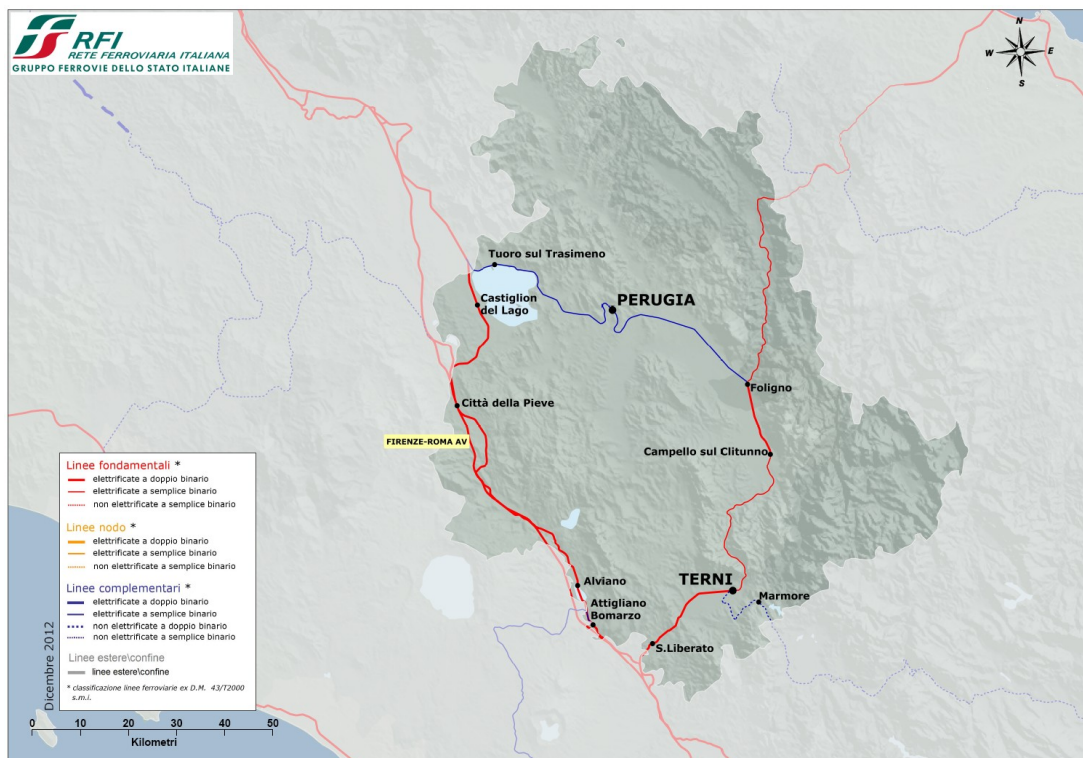 RFI
RETE FERROVIARIA ITALIANA
GRUPPO FERROVIE DELLO STATO ITALIANE
N
W
E
S
Tuoro sul Trasimeno
Castiglion
del Lago
PERUGIA
Foligno
Città della Pieve
FIRENZE-ROMA AV
Campello sul Clitunno
TERNI
Marmore
Alviano
Attigliano
Bomarzo
S.Liberato
Linee fondamentali *
elettrificate a doppio binario
elettrificate a semplice binario
non elettrificate a semplice binario
Linee nodo *
elettrificate a doppio binario
elettrificate a semplice binario
non elettrificate a semplice binario
Linee complementari *
elettrificate a doppio binario
elettrificate a semplice binario
non elettrificate a doppio binario
non elettrificate a semplice binario
Linee estere\confine
linee estere\confine
* classificazione linee ferroviarie ex D.M. 43/T2000
s.m.i.
Dicembre 2012
0 10 20 30 40 50
Kilometri